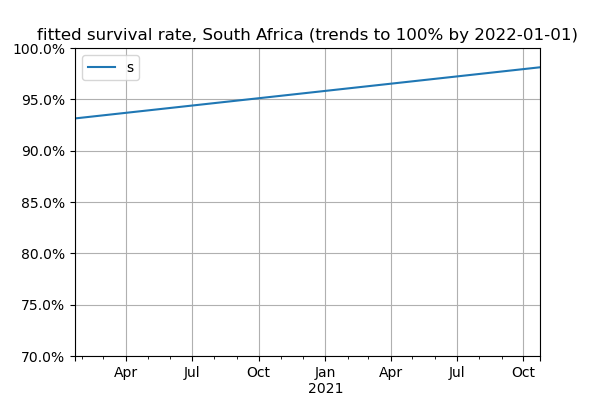 fitted survival rate, South Africa (trends to 100% by 2022-01-01)
100.0%
s
95.0%
90.0%
85.0%
80.0%
75.0%
70.0%
Apr Jul Oct Jan Apr Jul Oct
2021